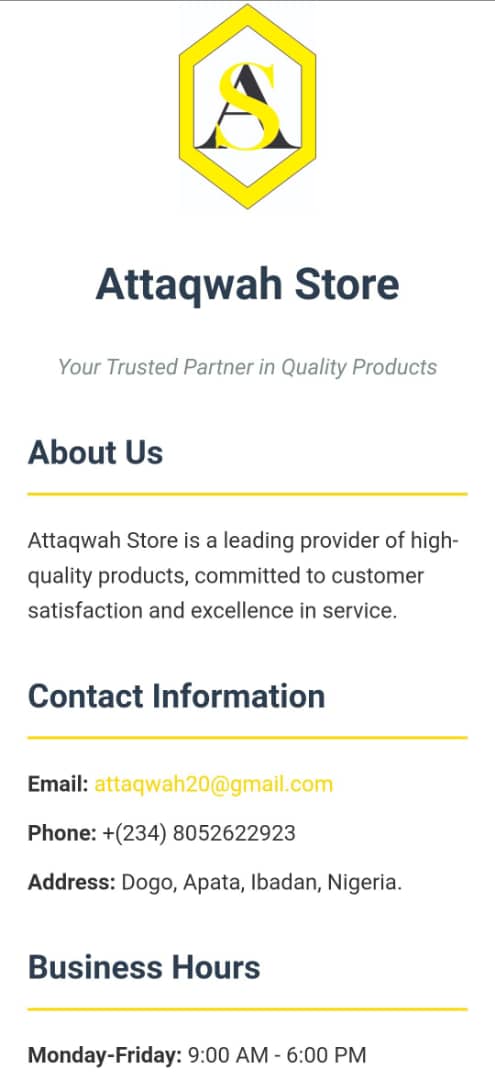 AS
Attaqwah Store
Your Trusted Partner in Quality Products
About Us
Attaqwah Store is a leading provider of high-
quality products, committed to customer
satisfaction and excellence in service.
Contact Information
Email: attaqwah20@gmail.com
Phone: +(234) 8052622923
Address: Dogo, Apata, Ibadan, Nigeria.
Business Hours
Monday-Friday: 9:00 AM - 6:00 PM